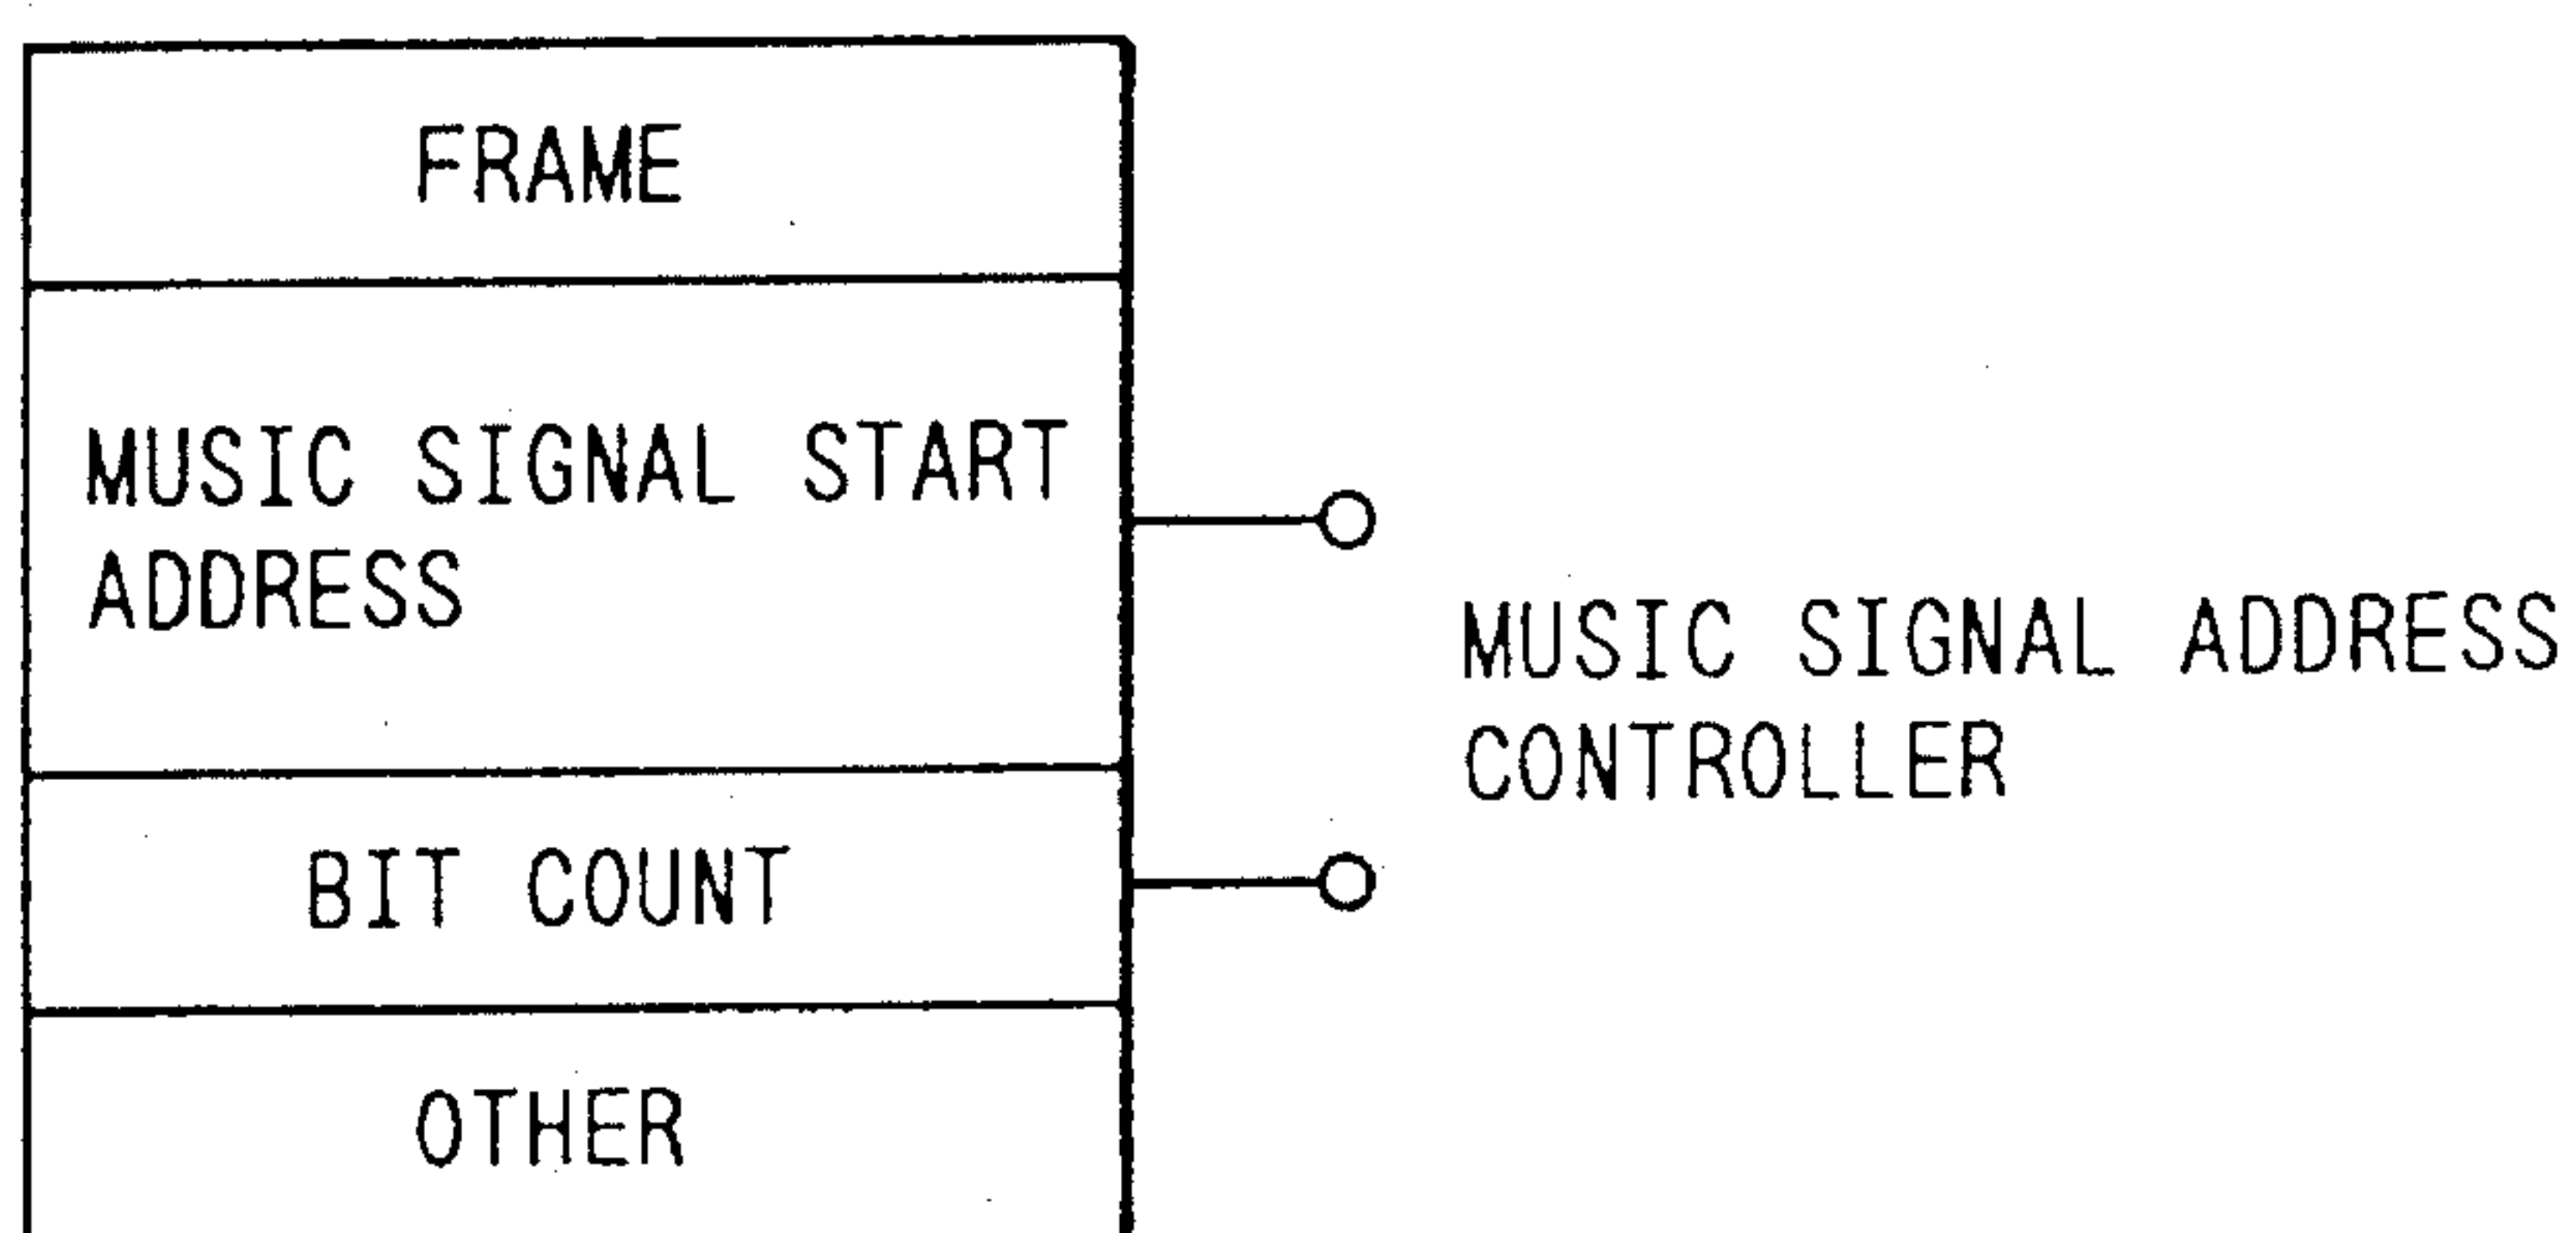 FRAME
MUSIC SIGNAL START
ADDRESS
MUSIC SIGNAL ADDRESS
CONTROLLER
BIT COUNT
OTHER